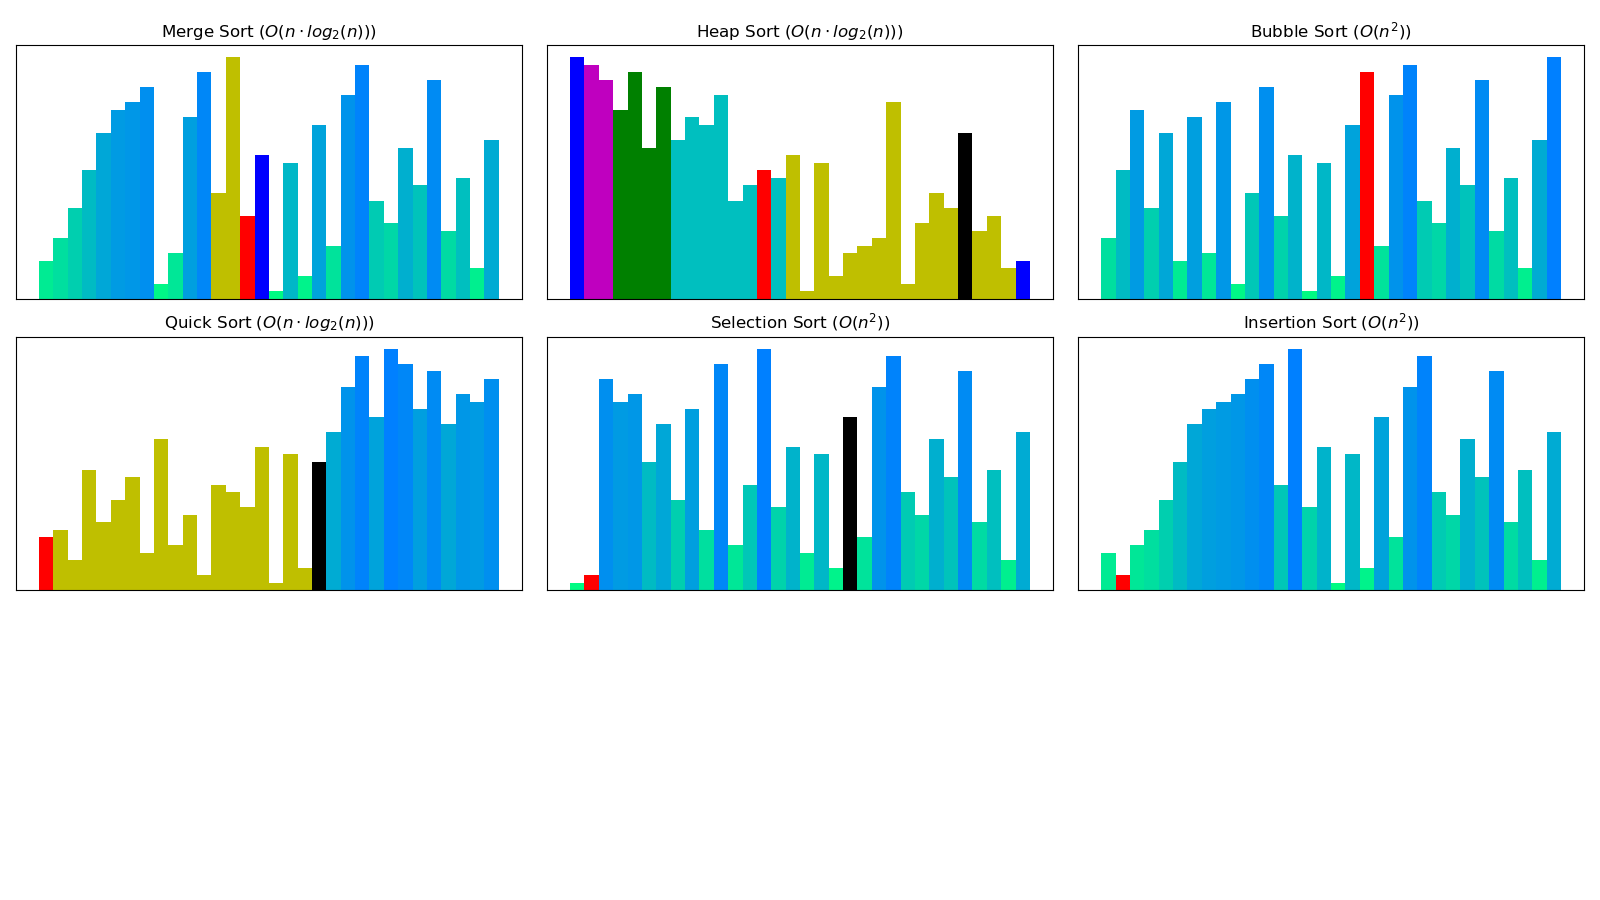 Merge Sort (O(n · log₂(n)))
Heap Sort (O(n · log₂(n)))
Bubble Sort (O(n²))
Quick Sort (O(n · log₂(n)))
Selection Sort (O(n²))
Insertion Sort (O(n²))